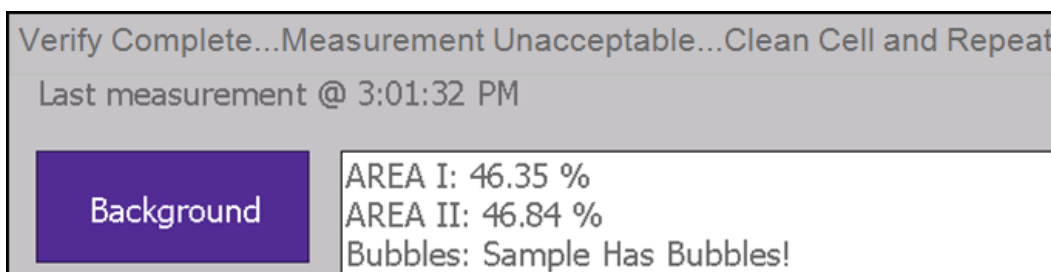 Verify Complete...Measurement Unacceptable...Clean Cell and Repeat
Last measurement @ 3:01:32 PM
Background
AREA I: 46.35 %
AREA II: 46.84 %
Bubbles: Sample Has Bubbles!